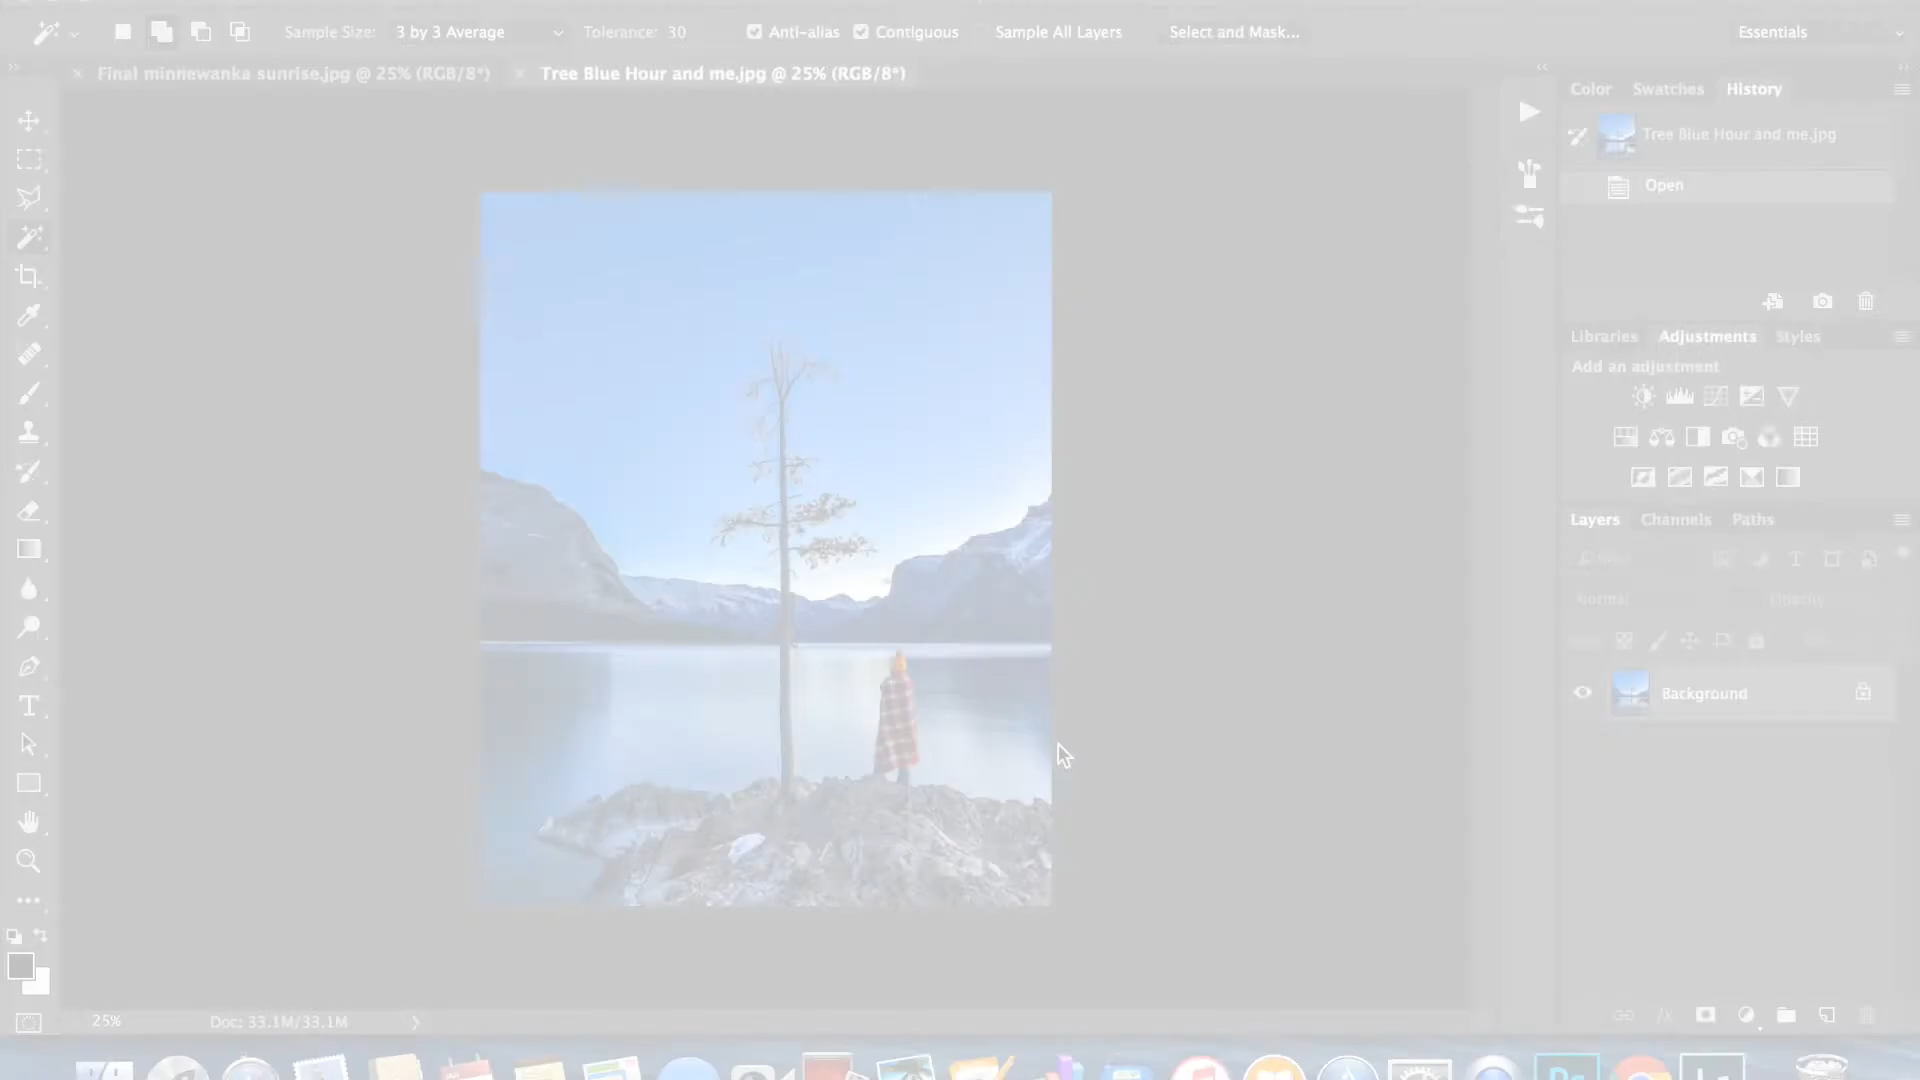 Sample Size: 3 by 3 Average Tolerance: 30 Anti-alias Contiguous Sample All Layers Select and Mask... Essentials
Final minnewanka sunrise.jpg @ 25% (RGB/8*) Tree Blue Hour and me.jpg @ 25% (RGB/8*)
Color Swatches History
Tree Blue Hour and me.jpg
Open
Libraries Adjustments Styles
Add an adjustment
Layers Channels Paths
Normal Opacity
Background
25% Doc: 33.1M/33.1M